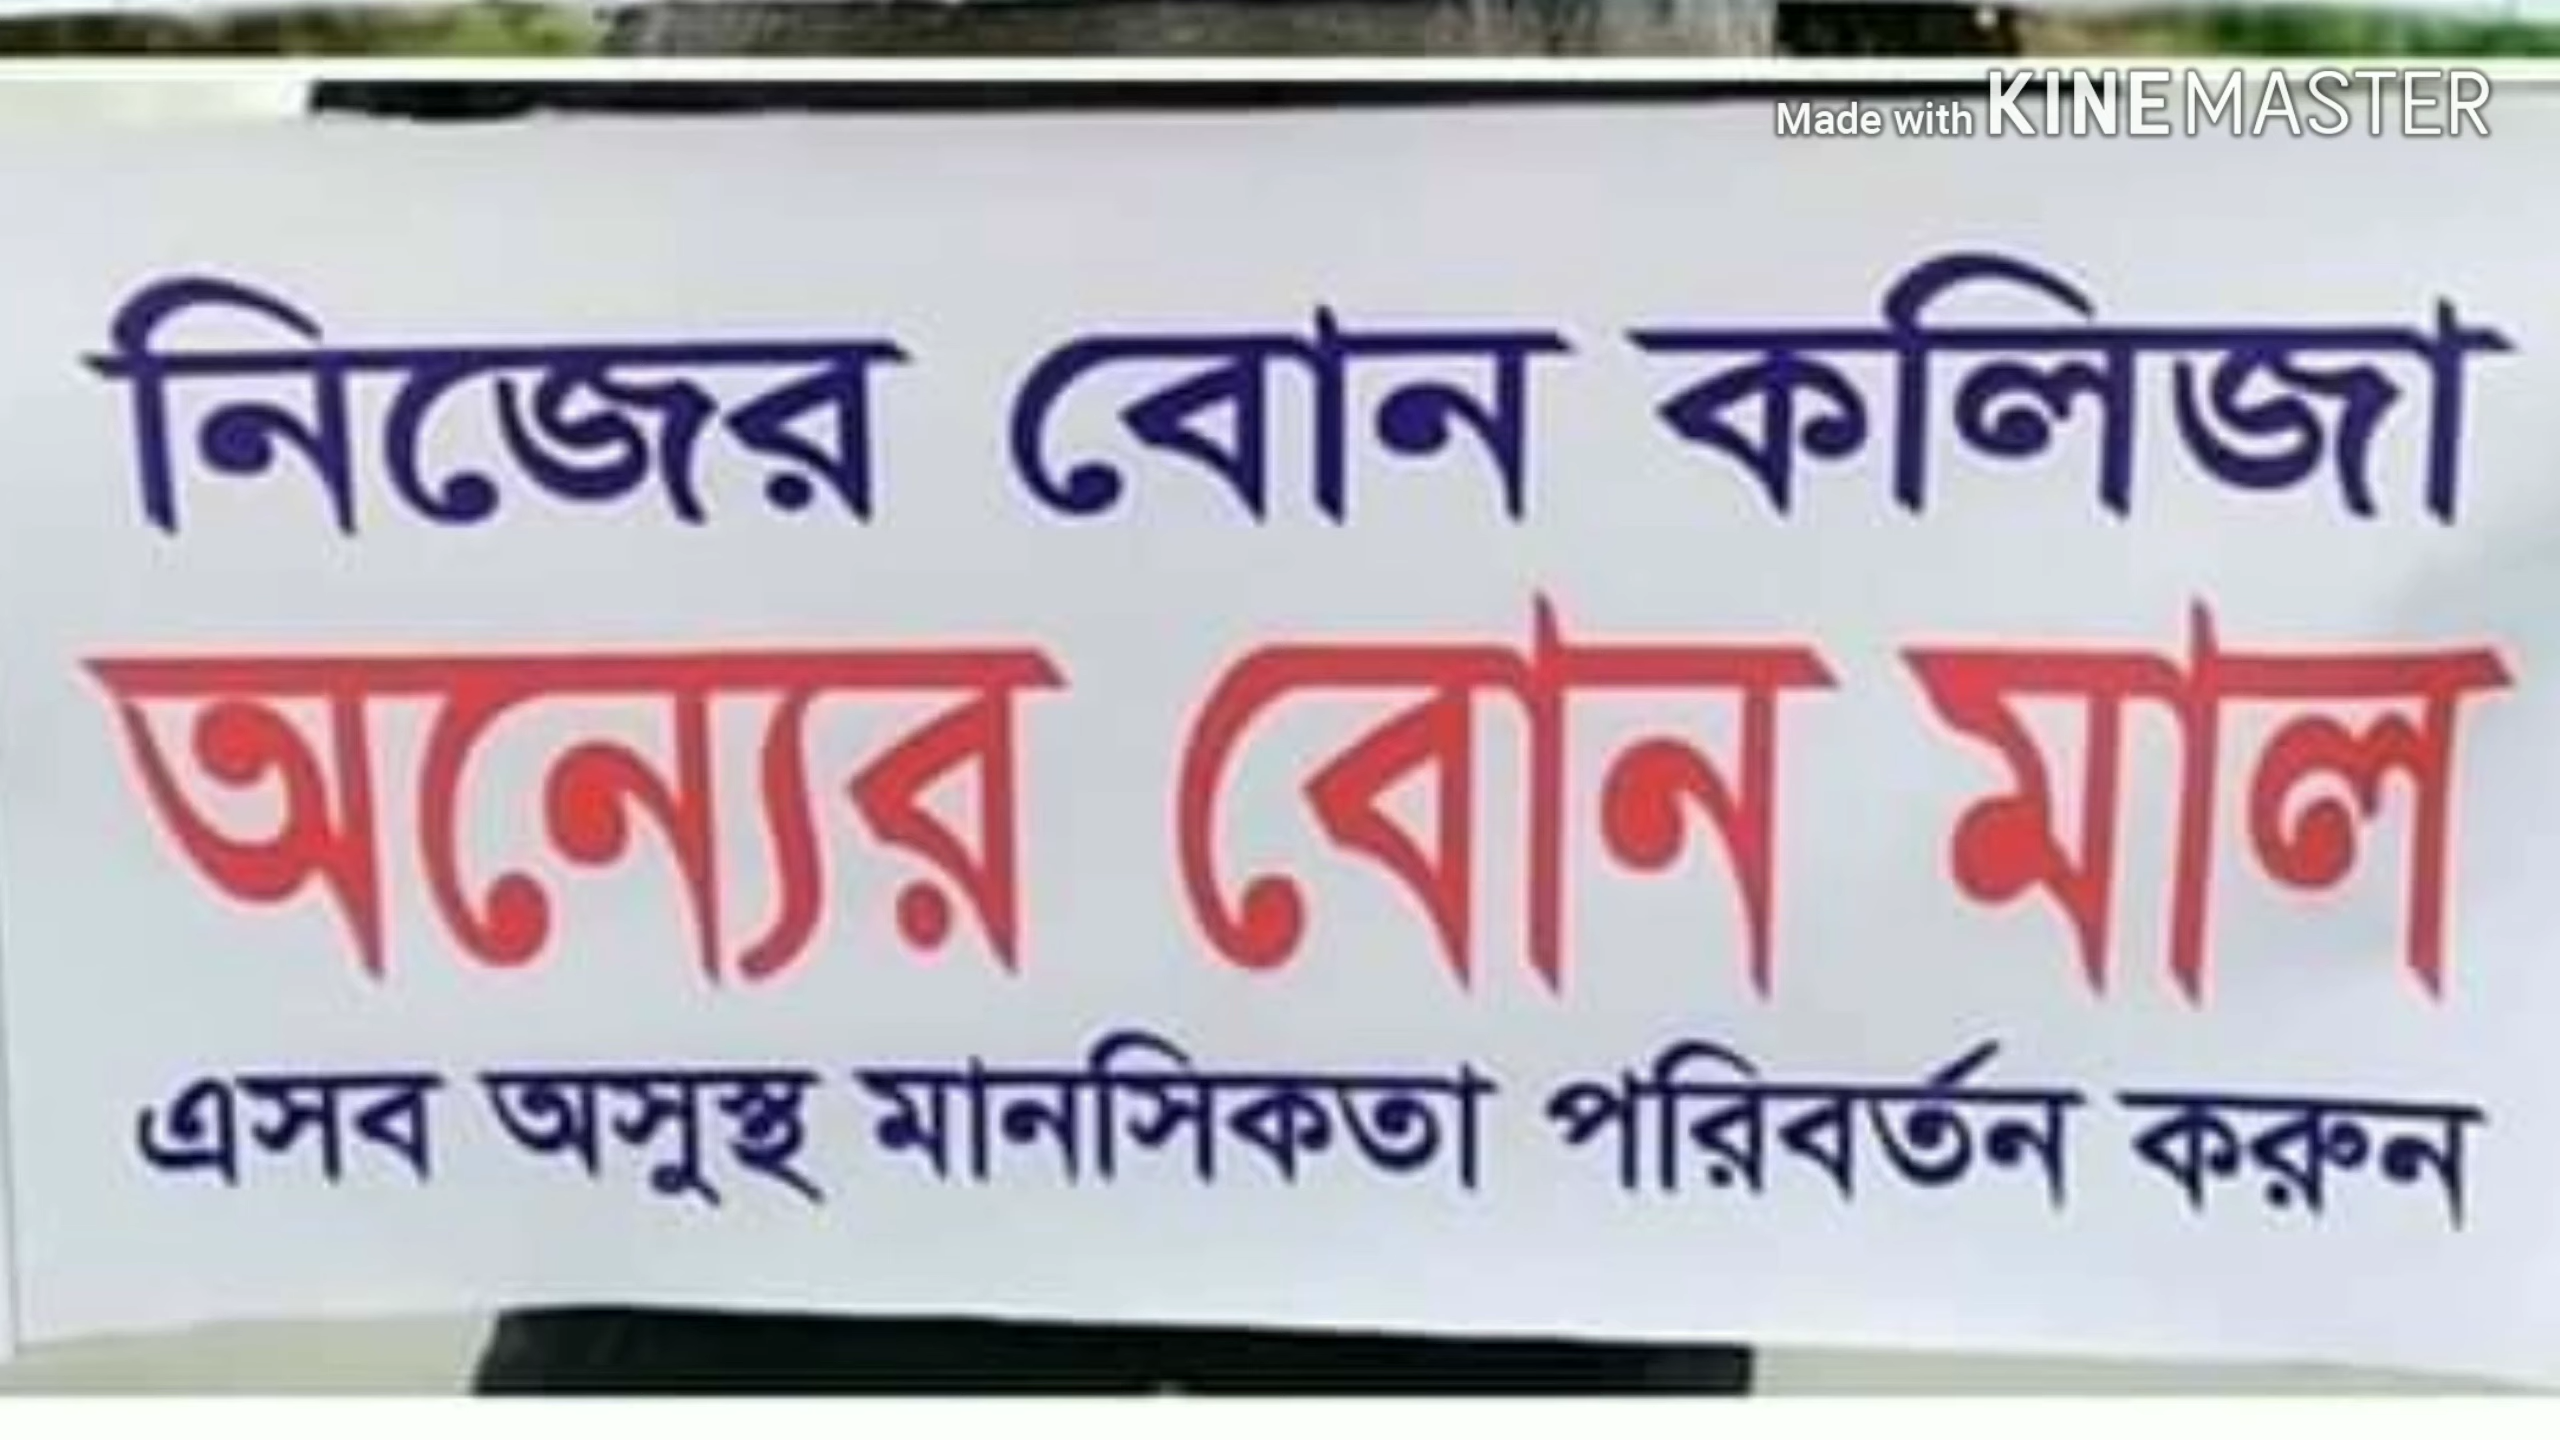 Made with KINEMASTER
নিজের বোন কলিজা
অন্যের বোন মাল
এসব অসুস্থ মানসিকতা পরিবর্তন করুন